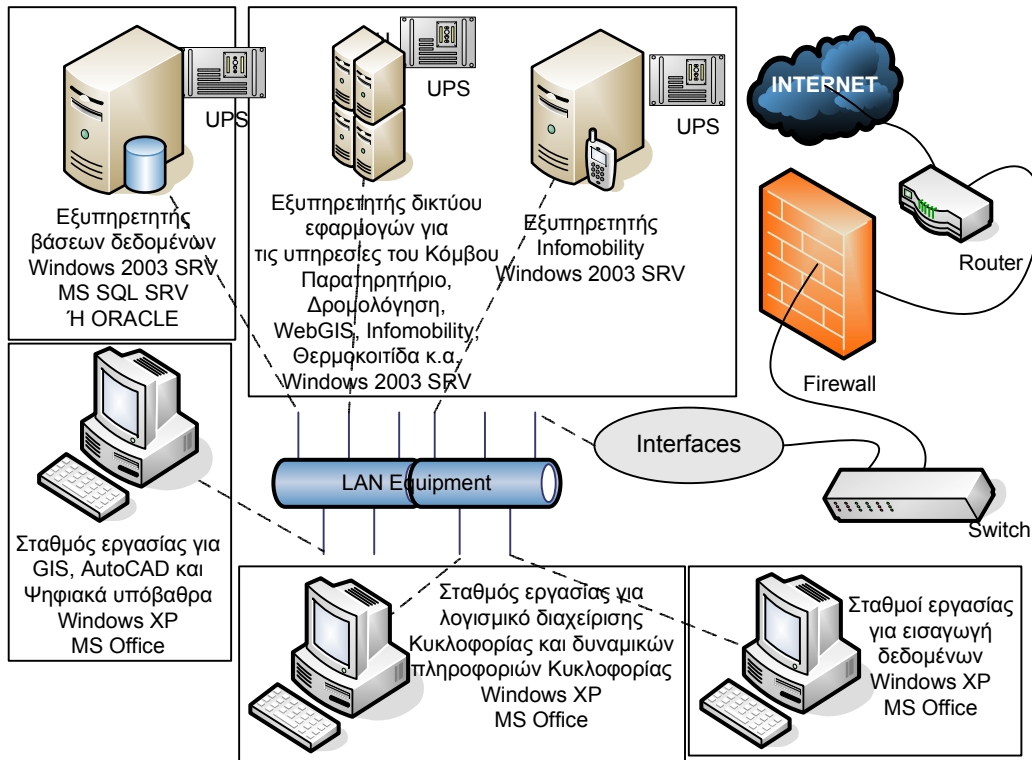 UPS
Εξυπηρετητής
βάσεων δεδομένων
Windows 2003 SRV
MS SQL SRV
Ή ORACLE
UPS
Εξυπηρετητής δικτύου
εφαρμογών για
τις υπηρεσίες του Κόμβου
Παρατηρητήριο,
Δρομολόγηση,
WebGIS, Infomobility,
Θερμοκοιτίδα κ.α.
Windows 2003 SRV
UPS
Εξυπηρετητής
Infomobility
Windows 2003 SRV
INTERNET
Router
Firewall
Interfaces
Switch
LAN Equipment
Σταθμός εργασίας για
GIS, AutoCAD και
Ψηφιακά υπόβαθρα
Windows XP
MS Office
Σταθμός εργασίας για
λογισμικό διαχείρισης
Κυκλοφορίας και δυναμικών
πληροφοριών Κυκλοφορίας
Windows XP
MS Office
Σταθμοί εργασίας
για εισαγωγή
δεδομένων
Windows XP
MS Office